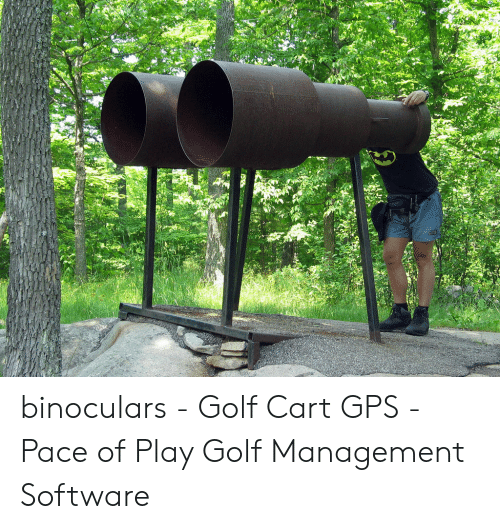 binoculars - Golf Cart GPS -
Pace of Play Golf Management
Software